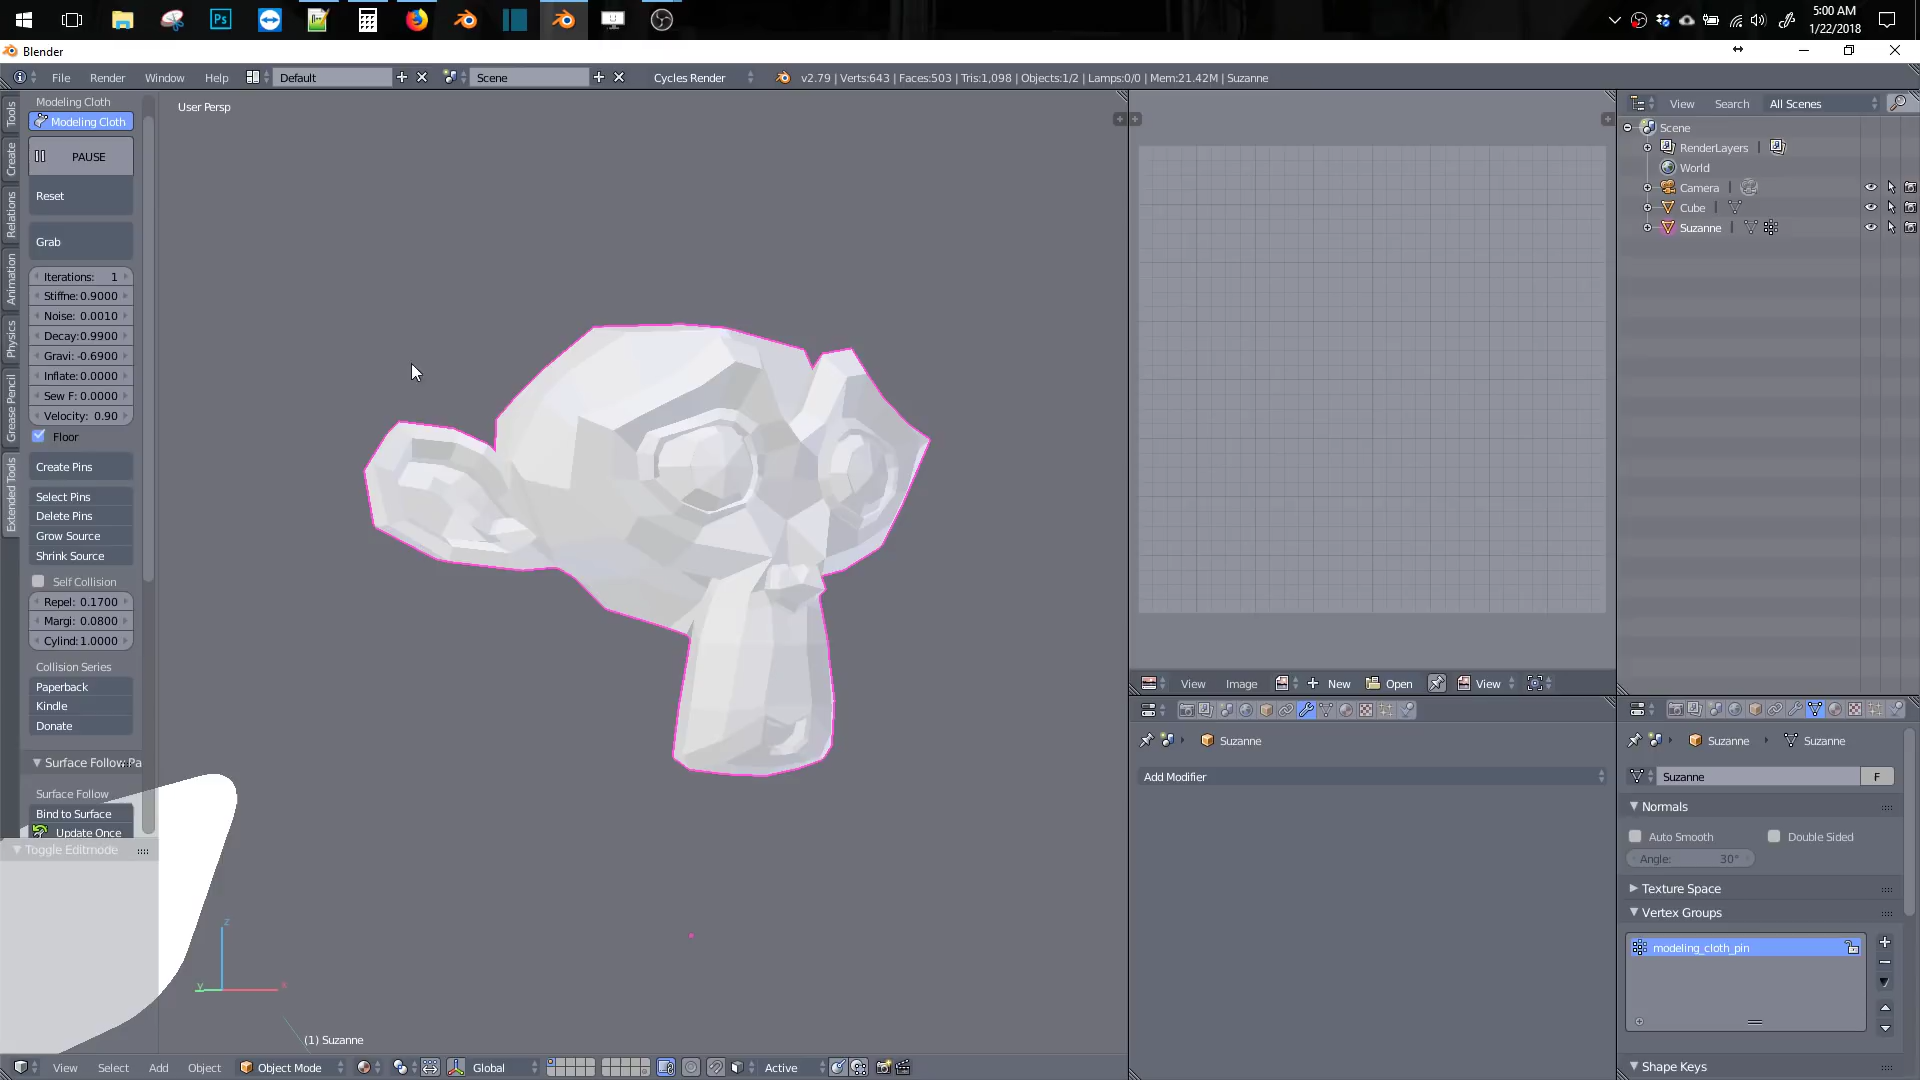 5:00 AM
1/22/2018
Ps
Blender
File Render Window Help Default Scene Cycles Render v2.79 | Verts:643 | Faces:503 | Tris:1,098 | Objects:1/2 | Lamps:0/0 | Mem:21.42M | Suzanne
Tools
Create
Relations
Animation
Physics
Grease Pencil
Extended Tools
Modeling Cloth
Modeling Cloth
PAUSE
Reset
Grab
Iterations: 1
Stiffne: 0.9000
Noise: 0.0010
Decay: 0.9900
Gravi: -0.6900
Inflate: 0.0000
Sew F: 0.0000
Velocity: 0.90
Floor
Create Pins
Select Pins
Delete Pins
Grow Source
Shrink Source
Self Collision
Repel: 0.1700
Margi: 0.0800
Cylind: 1.0000
Collision Series
Paperback
Kindle
Donate
Surface Follow Pa
Surface Follow
Bind to Surface
Update Once
Toggle Editmode
User Persp
z
y
x
(1) Suzanne
View Select Add Object Object Mode Global Active
View Image New Open View
Suzanne
Add Modifier
View Search All Scenes
Scene
RenderLayers |
World
Camera |
Cube |
Suzanne |
Suzanne Suzanne
Suzanne F
Normals
Auto Smooth Double Sided
Angle: 30°
Texture Space
Vertex Groups
modeling_cloth_pin
Shape Keys